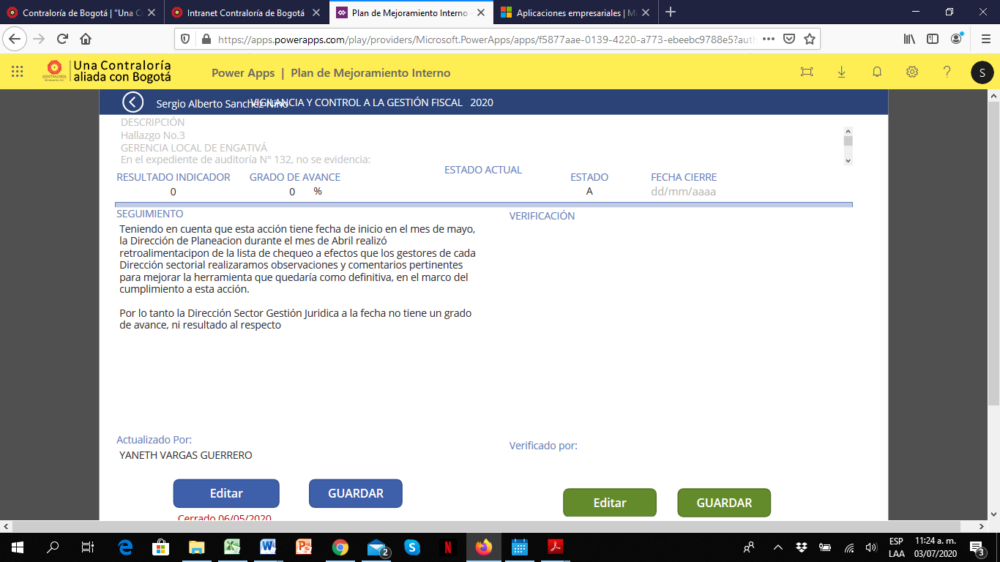 Contraloría de Bogotá | "Una C
Intranet Contraloría de Bogotá
Plan de Mejoramiento Interno -
Aplicaciones empresariales | Mi
https://apps.powerapps.com/play/providers/Microsoft.PowerApps/apps/f5877aae-0139-4220-a773-ebeebc9788e5?aut
CONTRALORÍA
Una Contraloría
aliada con Bogotá
Power Apps | Plan de Mejoramiento Interno
S
Sergio Alberto Sanchez Niño
VIGILANCIA Y CONTROL A LA GESTIÓN FISCAL 2020
DESCRIPCIÓN
Hallazgo No.3
GERENCIA LOCAL DE ENGATIVÁ
En el expediente de auditoría N° 132, no se evidencia:
ESTADO ACTUAL
RESULTADO INDICADOR GRADO DE AVANCE ESTADO FECHA CIERRE
0 0 % A dd/mm/aaaa
SEGUIMIENTO
VERIFICACIÓN
Teniendo en cuenta que esta acción tiene fecha de inicio en el mes de mayo,
la Dirección de Planeacion durante el mes de Abril realizó
retroalimentacipon de la lista de chequeo a efectos que los gestores de cada
Dirección sectorial realizaramos observaciones y comentarios pertinentes
para mejorar la herramienta que quedaría como definitiva, en el marco del
cumplimiento a esta acción.
Por lo tanto la Dirección Sector Gestión Juridica a la fecha no tiene un grado
de avance, ni resultado al respecto
Actualizado Por:
YANETH VARGAS GUERRERO
Verificado por:
Editar GUARDAR
Editar GUARDAR
Cerrado 06/05/2020
2
ESP
LAA
11:24 a. m.
03/07/2020
3